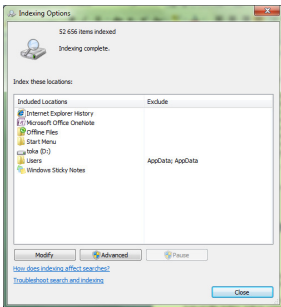 Indexing Options
52 656 items indexed
Indexing complete.
Index these locations:
Included Locations Exclude
Internet Explorer History
Microsoft Office OneNote
Offline Files
Start Menu
toka (D:)
Users AppData; AppData
Windows Sticky Notes
Modify Advanced Pause
How does indexing affect searches?
Troubleshoot search and indexing
Close